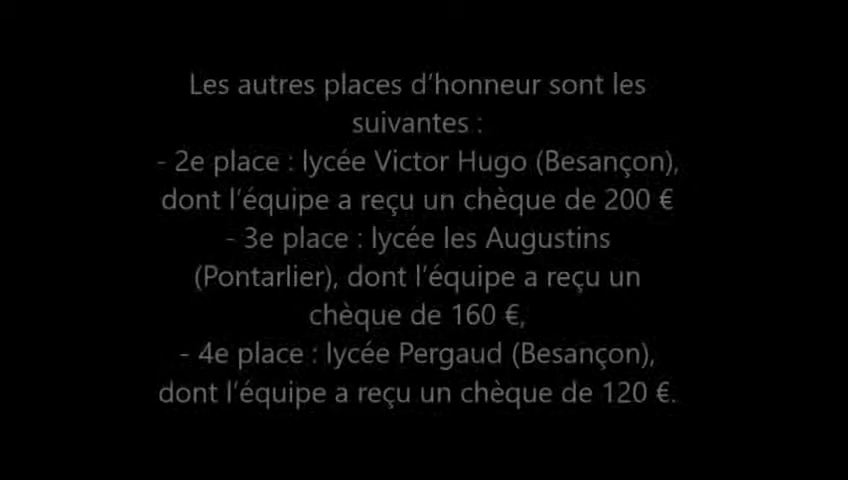 Les autres places d’honneur sont les
suivantes :
- 2e place : lycée Victor Hugo (Besançon),
dont l’équipe a reçu un chèque de 200 €
- 3e place : lycée les Augustins
(Pontarlier), dont l’équipe a reçu un
chèque de 160 €,
- 4e place : lycée Pergaud (Besançon),
dont l’équipe a reçu un chèque de 120 €.